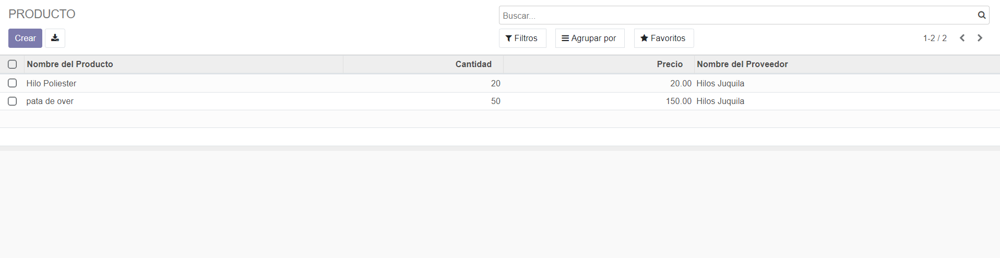 PRODUCTO
Buscar...
Crear
Filtros Agrupar por Favoritos 1-2 / 2
Nombre del Producto Cantidad Precio Nombre del Proveedor
Hilo Poliester 20 20.00 Hilos Juquila
pata de over 50 150.00 Hilos Juquila